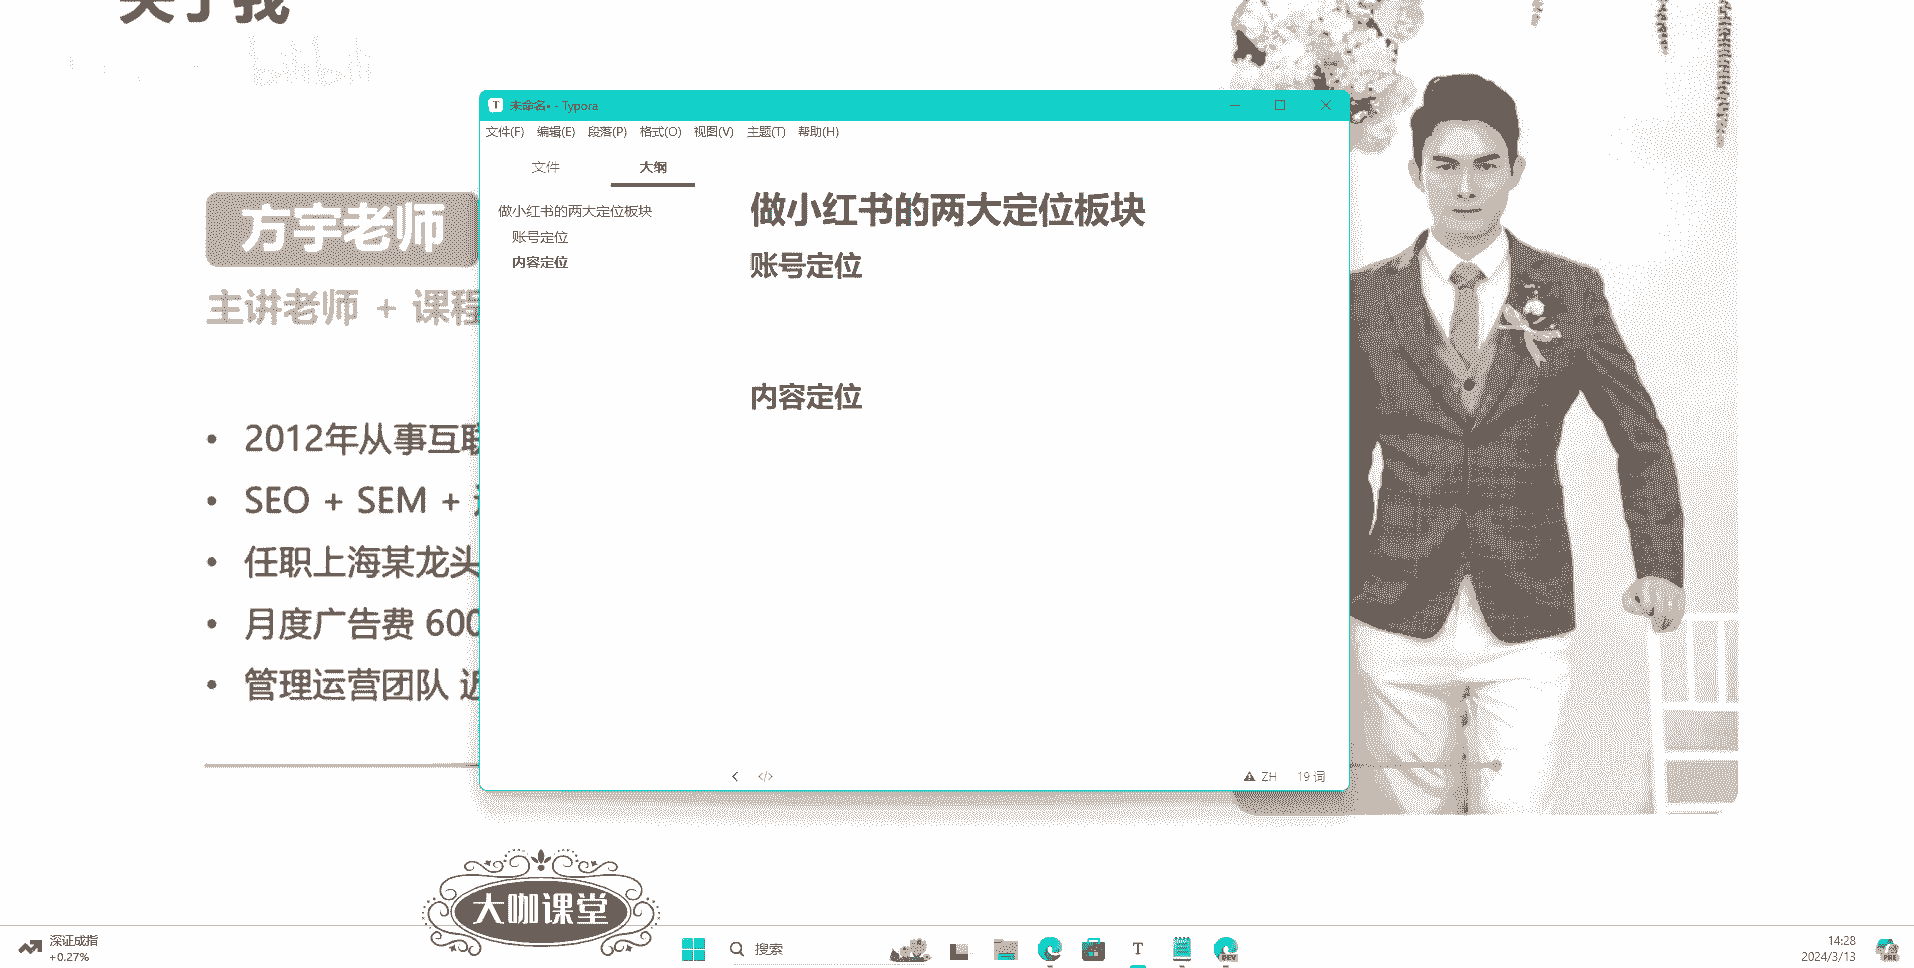 关于我
bilibili
未命名• - Typora
文件(F) 编辑(E) 段落(P) 格式(O) 视图(V) 主题(T) 帮助(H)
文件 大纲
做小红书的两大定位板块
账号定位
内容定位
做小红书的两大定位板块
账号定位
内容定位
方宇老师
主讲老师 + 课程
• 2012年从事互联
• SEO + SEM +
• 任职上海某龙头
• 月度广告费 600
• 管理运营团队 近
</> ZH 19 词
大咖课堂
深证成指
+0.27%
搜索
T
DEV
14:28
2024/3/13
PRE